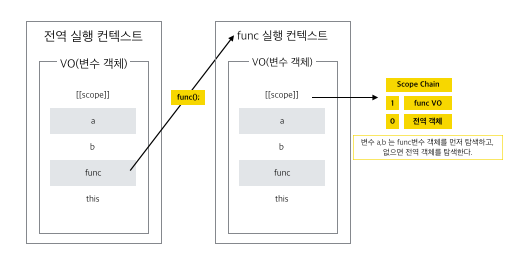 전역 실행 컨텍스트
VO(변수 객체)
[[scope]]
a
b
func
this
func();
func 실행 컨텍스트
VO(변수 객체)
[[scope]]
a
b
func
this
Scope Chain
1 func VO
0 전역 객체
변수 a,b 는 func변수 객체를 먼저 탐색하고,
없으면 전역 객체를 탐색한다.